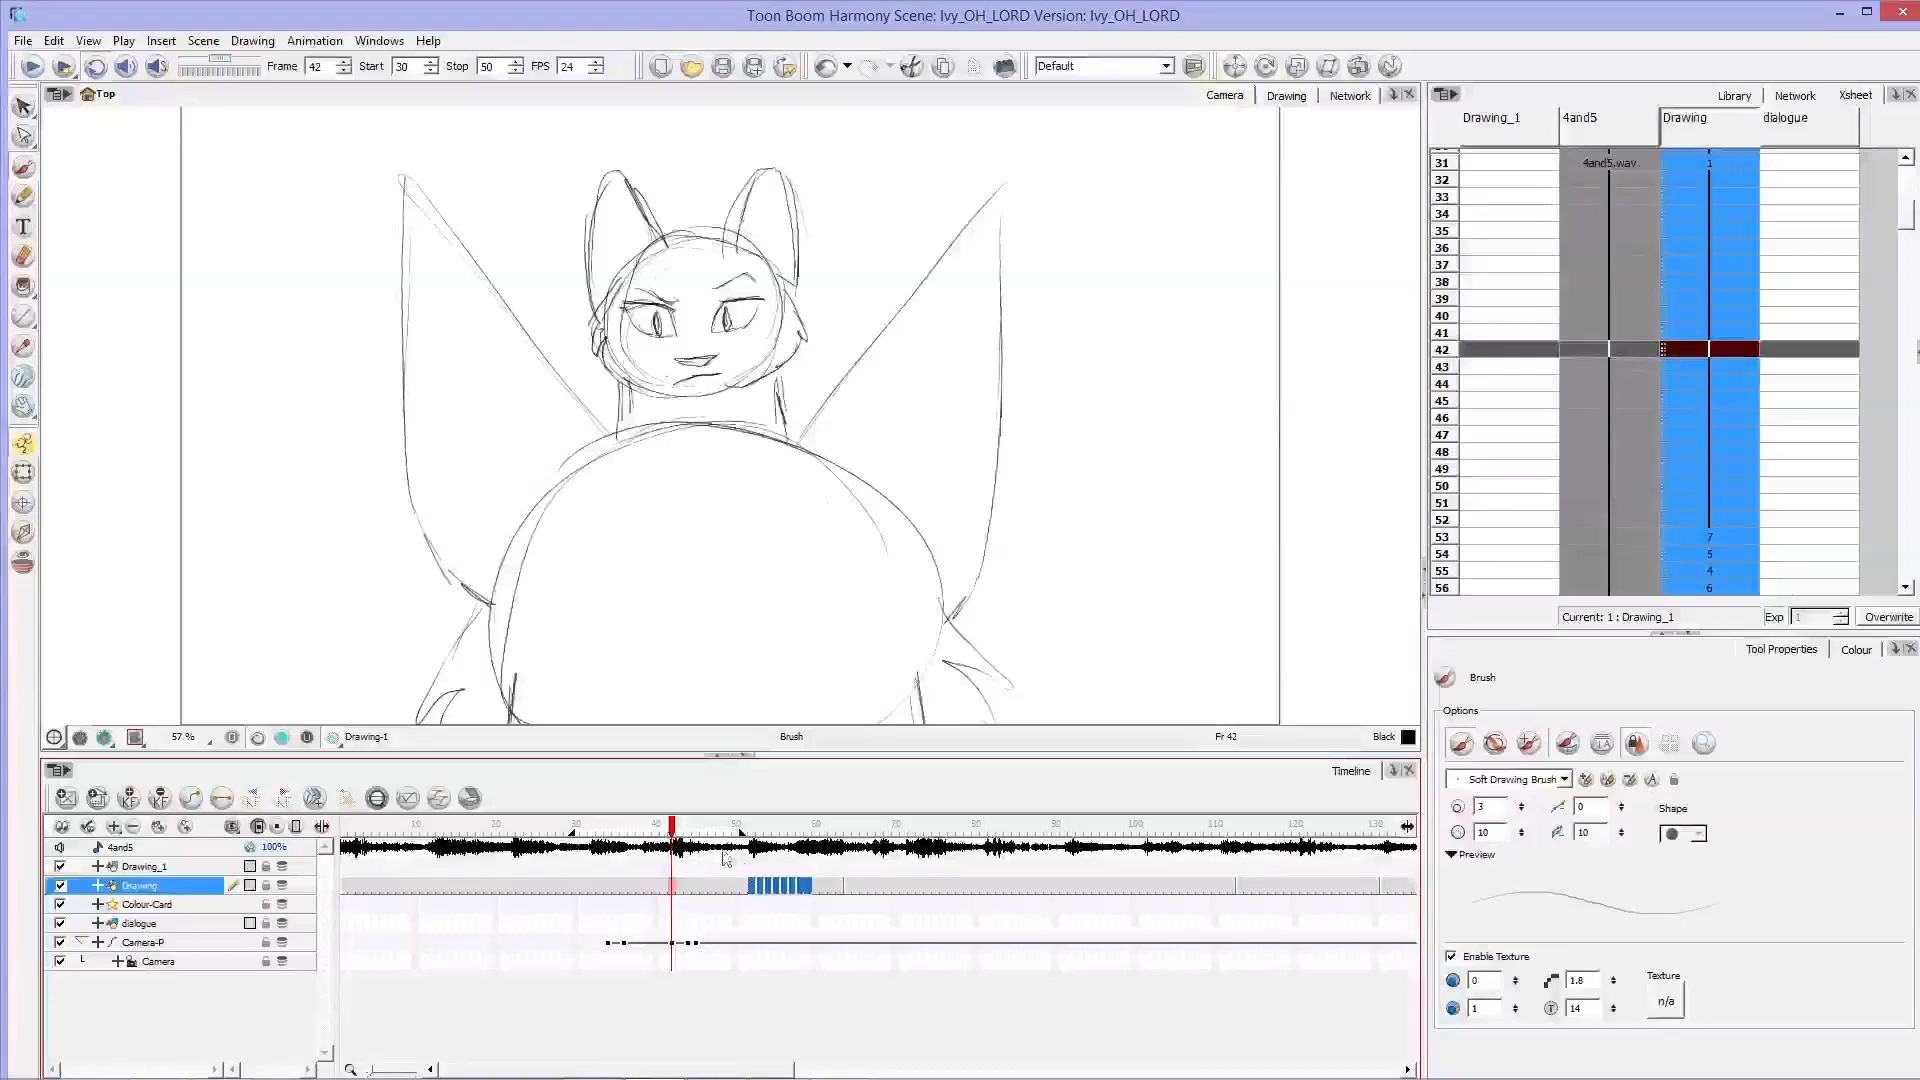 Toon Boom Harmony Scene: Ivy_OH_LORD Version: Ivy_OH_LORD
File Edit View Play Insert Scene Drawing Animation Windows Help
Frame 42 Start 30 Stop 50 FPS 24 Default
Top Camera Drawing Network
Library Network Xsheet
Drawing_1 4and5 Drawing dialogue
31 4and5.wav 1
32
33
34
35
36
37
38
39
40
41
42
43
44
45
46
47
48
49
50
51
52
53 7
54 5
55 4
56 6
Current: 1 : Drawing_1 Exp 1 Overwrite
Tool Properties Colour
Brush
Options
Soft Drawing Brush
3 0 Shape
10 10
Preview
Enable Texture
0 1.8 Texture
1 14 n/a
57 % Drawing-1 Brush Fr 42 Black
Timeline
10 20 30 40 50 60 70 80 90 100 110 120 130
4and5 100%
Drawing_1
Drawing
Colour-Card
dialogue
Camera-P
Camera